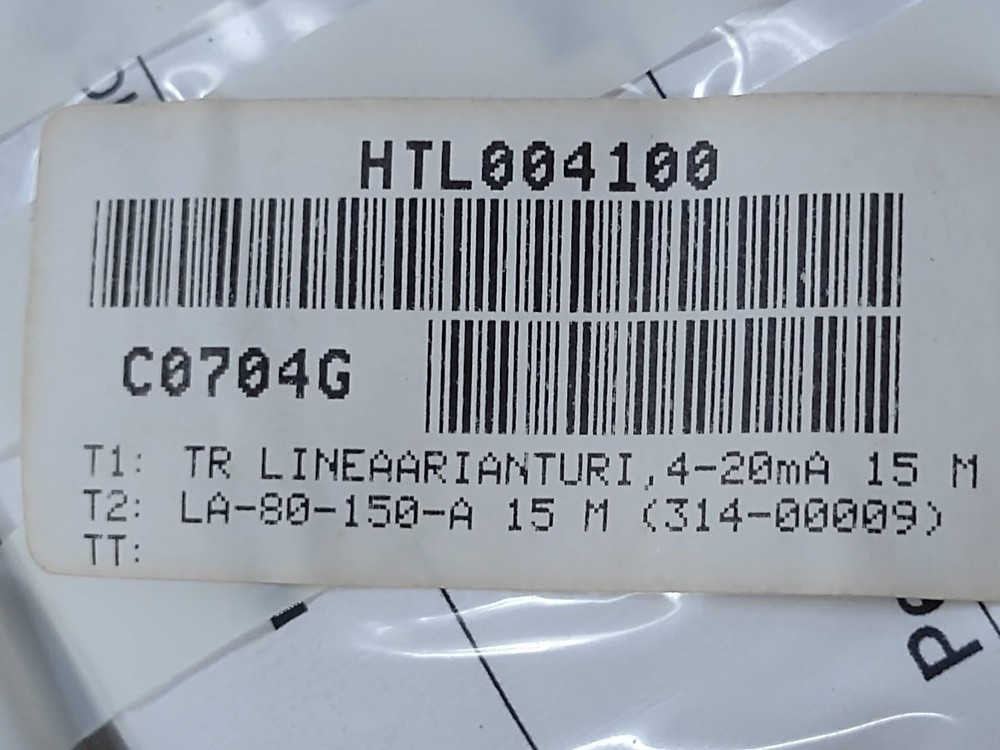 HTL004100
C0704G
T1: TR LINEAARIANTURI,4-20mA 15 M
T2: LA-80-150-A 15 M (314-00009)
TT: